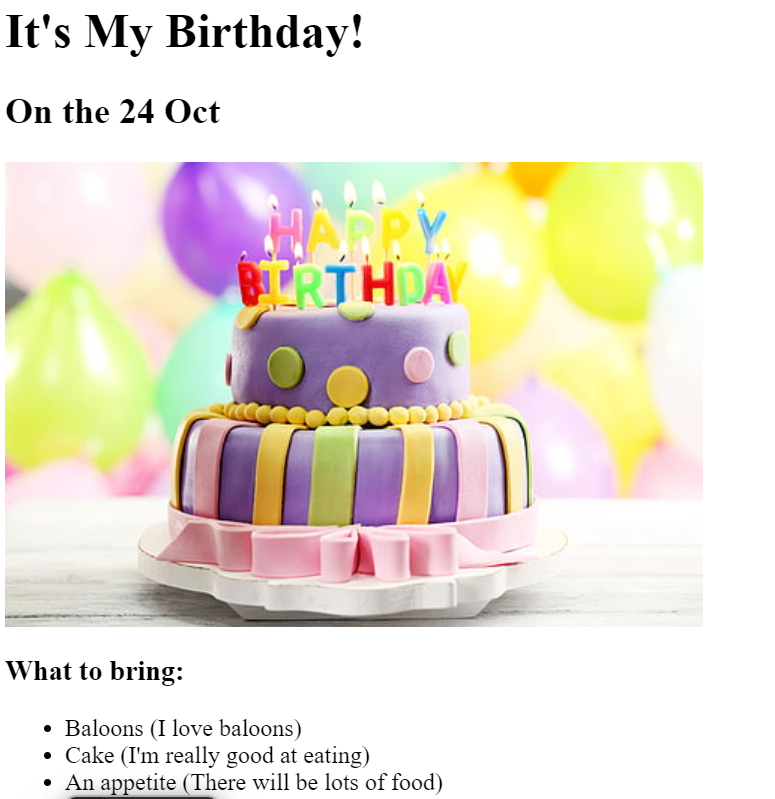 It's My Birthday!
On the 24 Oct
HAPPY
BIRTHDAY
What to bring:
Baloons (I love baloons)
Cake (I'm really good at eating)
An appetite (There will be lots of food)